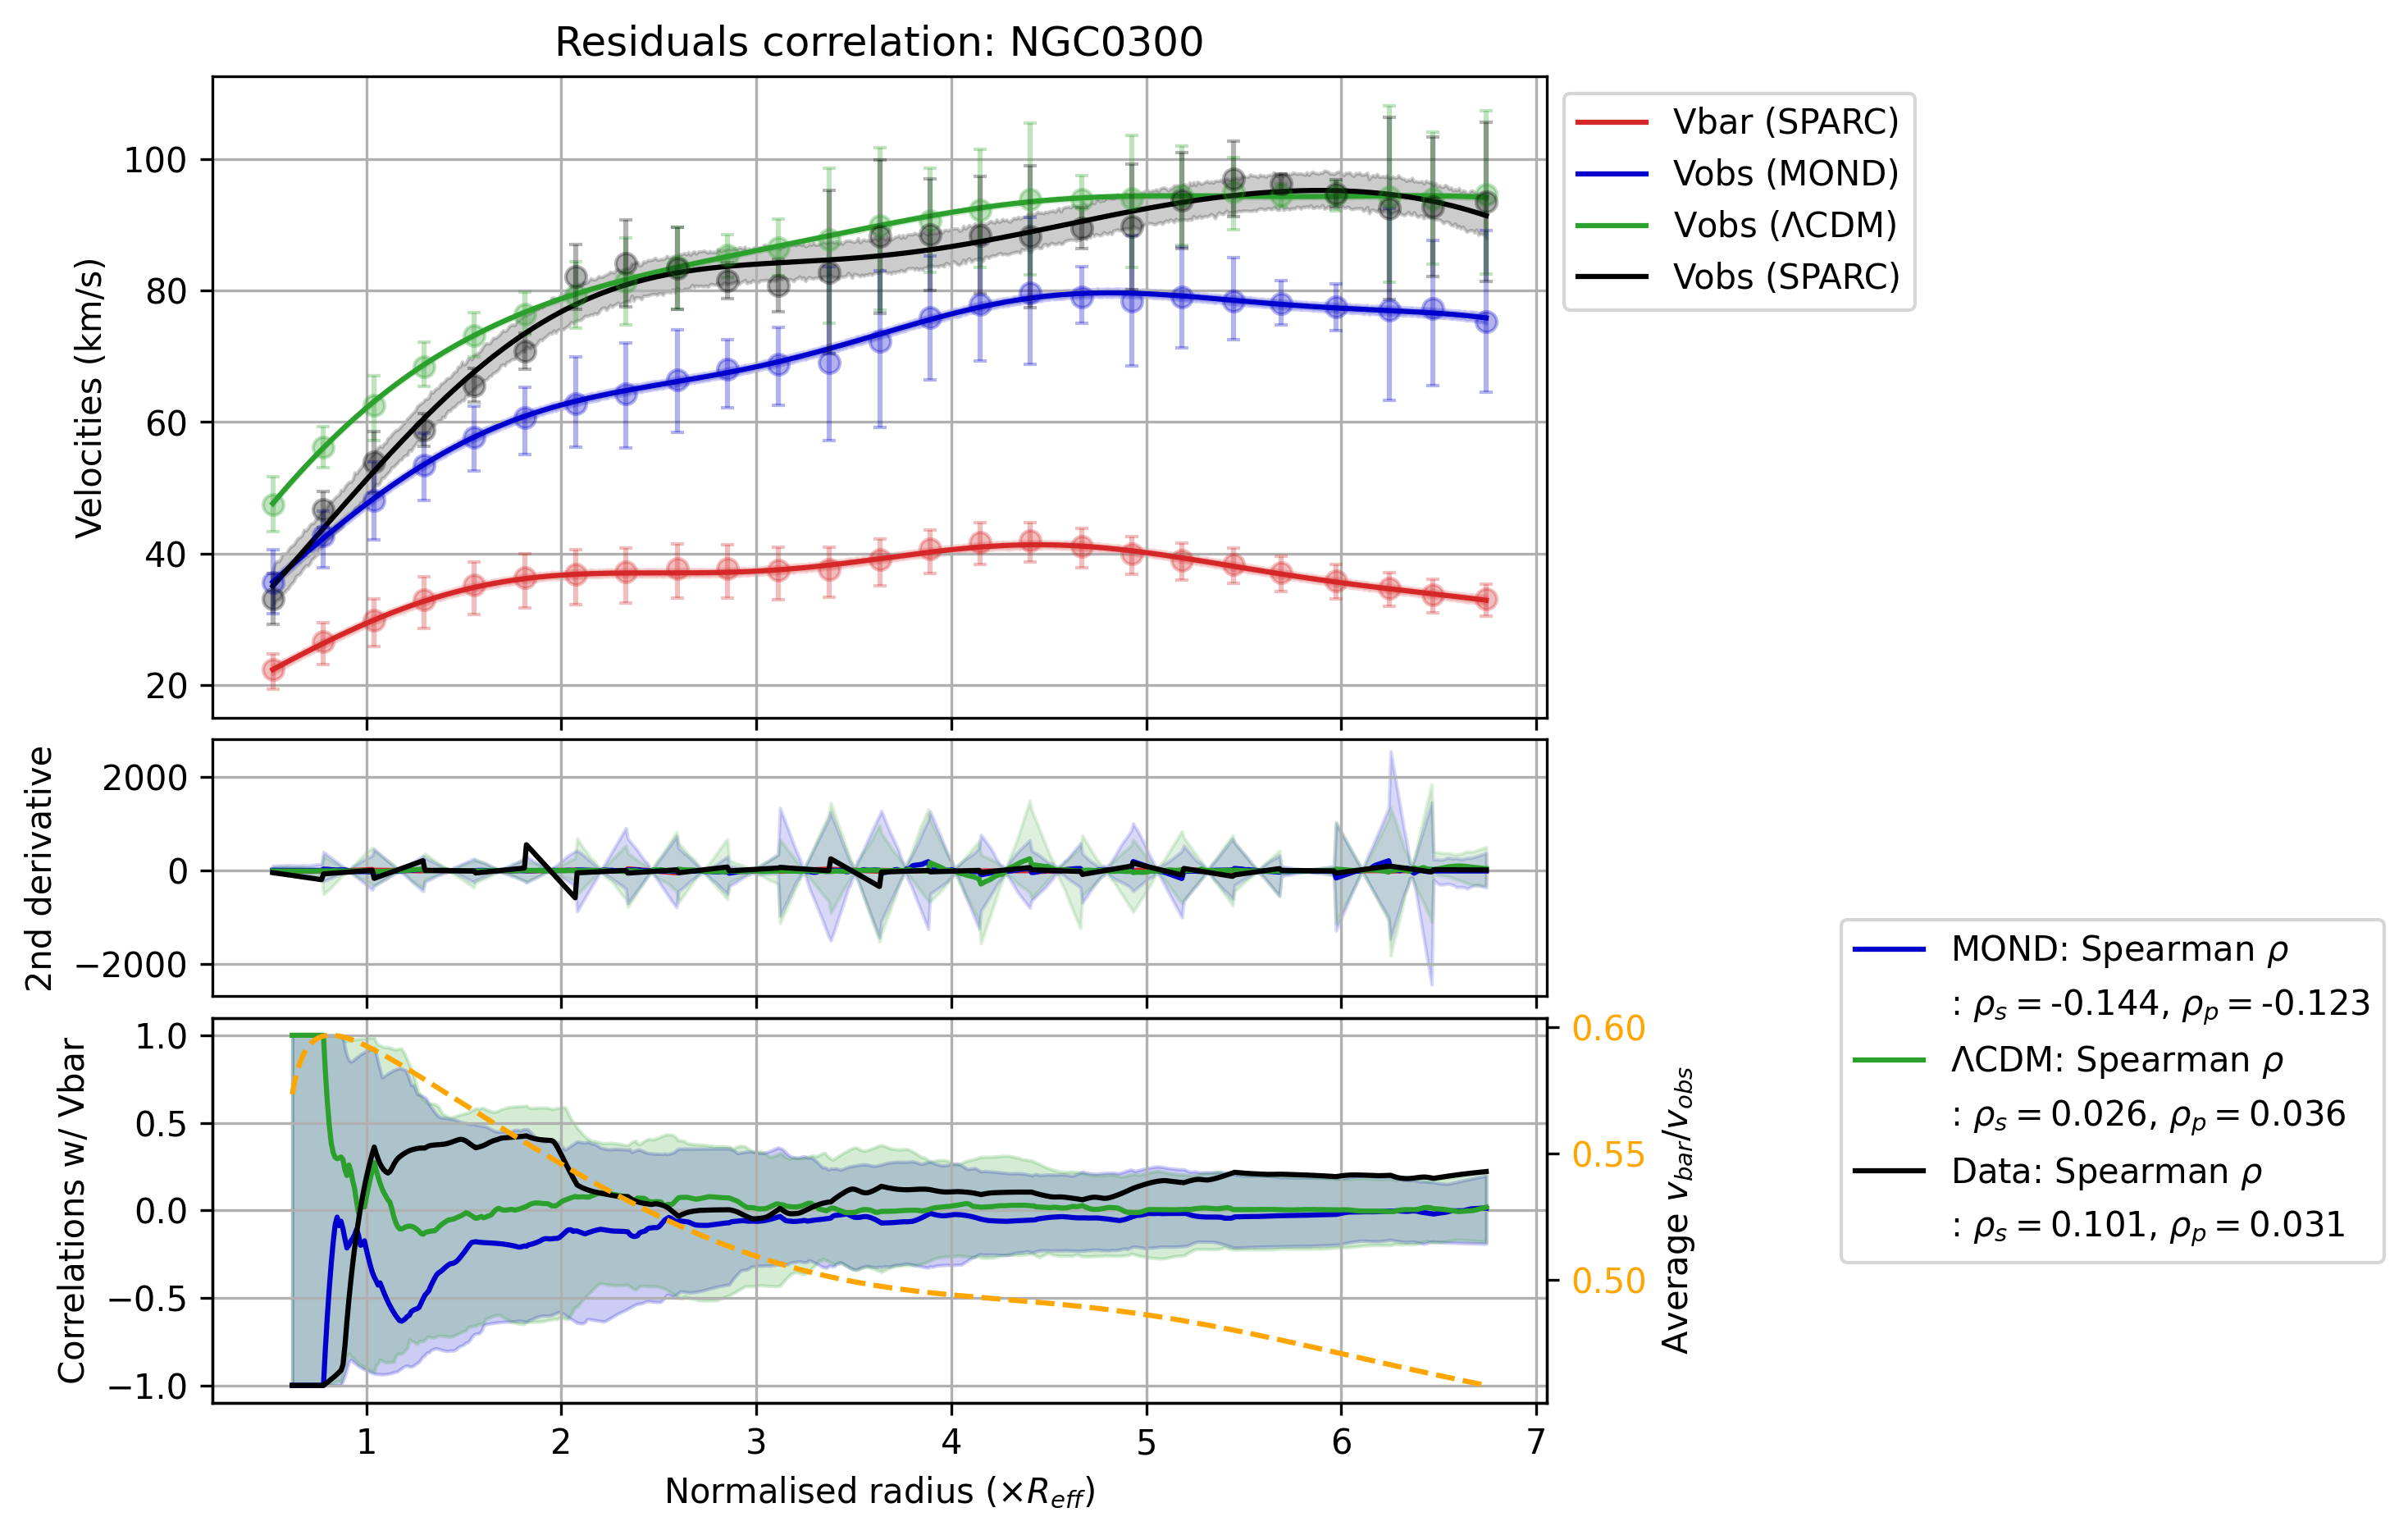 Residuals correlation: NGC0300
Velocities (km/s)
100
80
60
40
20
Vbar (SPARC)
Vobs (MOND)
Vobs (ΛCDM)
Vobs (SPARC)
2nd derivative
2000
0
−2000
Correlations w/ Vbar
1.0
0.5
0.0
−0.5
−1.0
0.60
0.55
0.50
Average v_bar/v_obs
MOND: Spearman ρ
: ρ_s = -0.144, ρ_p = -0.123
ΛCDM: Spearman ρ
: ρ_s = 0.026, ρ_p = 0.036
Data: Spearman ρ
: ρ_s = 0.101, ρ_p = 0.031
1 2 3 4 5 6 7
Normalised radius (×R_eff)